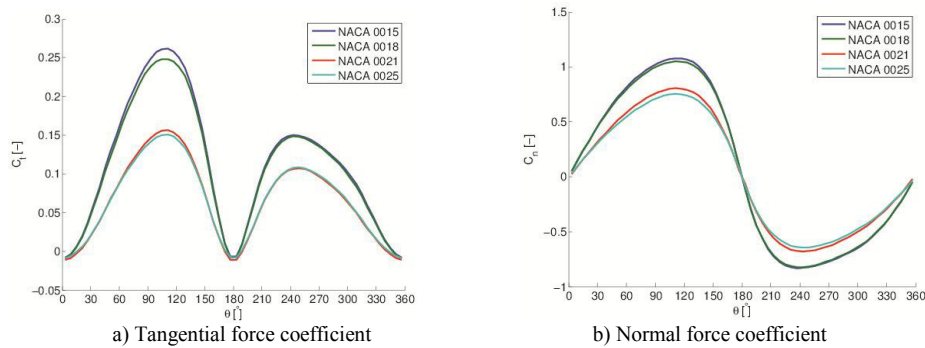 0.3
0.25
0.2
0.15
0.1
0.05
0
-0.05
C_t [-]
0 30 60 90 120 150 180 210 240 270 300 330 360
θ [°]
NACA 0015
NACA 0018
NACA 0021
NACA 0025
a) Tangential force coefficient
1.5
1
0.5
0
-0.5
-1
C_n [-]
0 30 60 90 120 150 180 210 240 270 300 330 360
θ [°]
NACA 0015
NACA 0018
NACA 0021
NACA 0025
b) Normal force coefficient